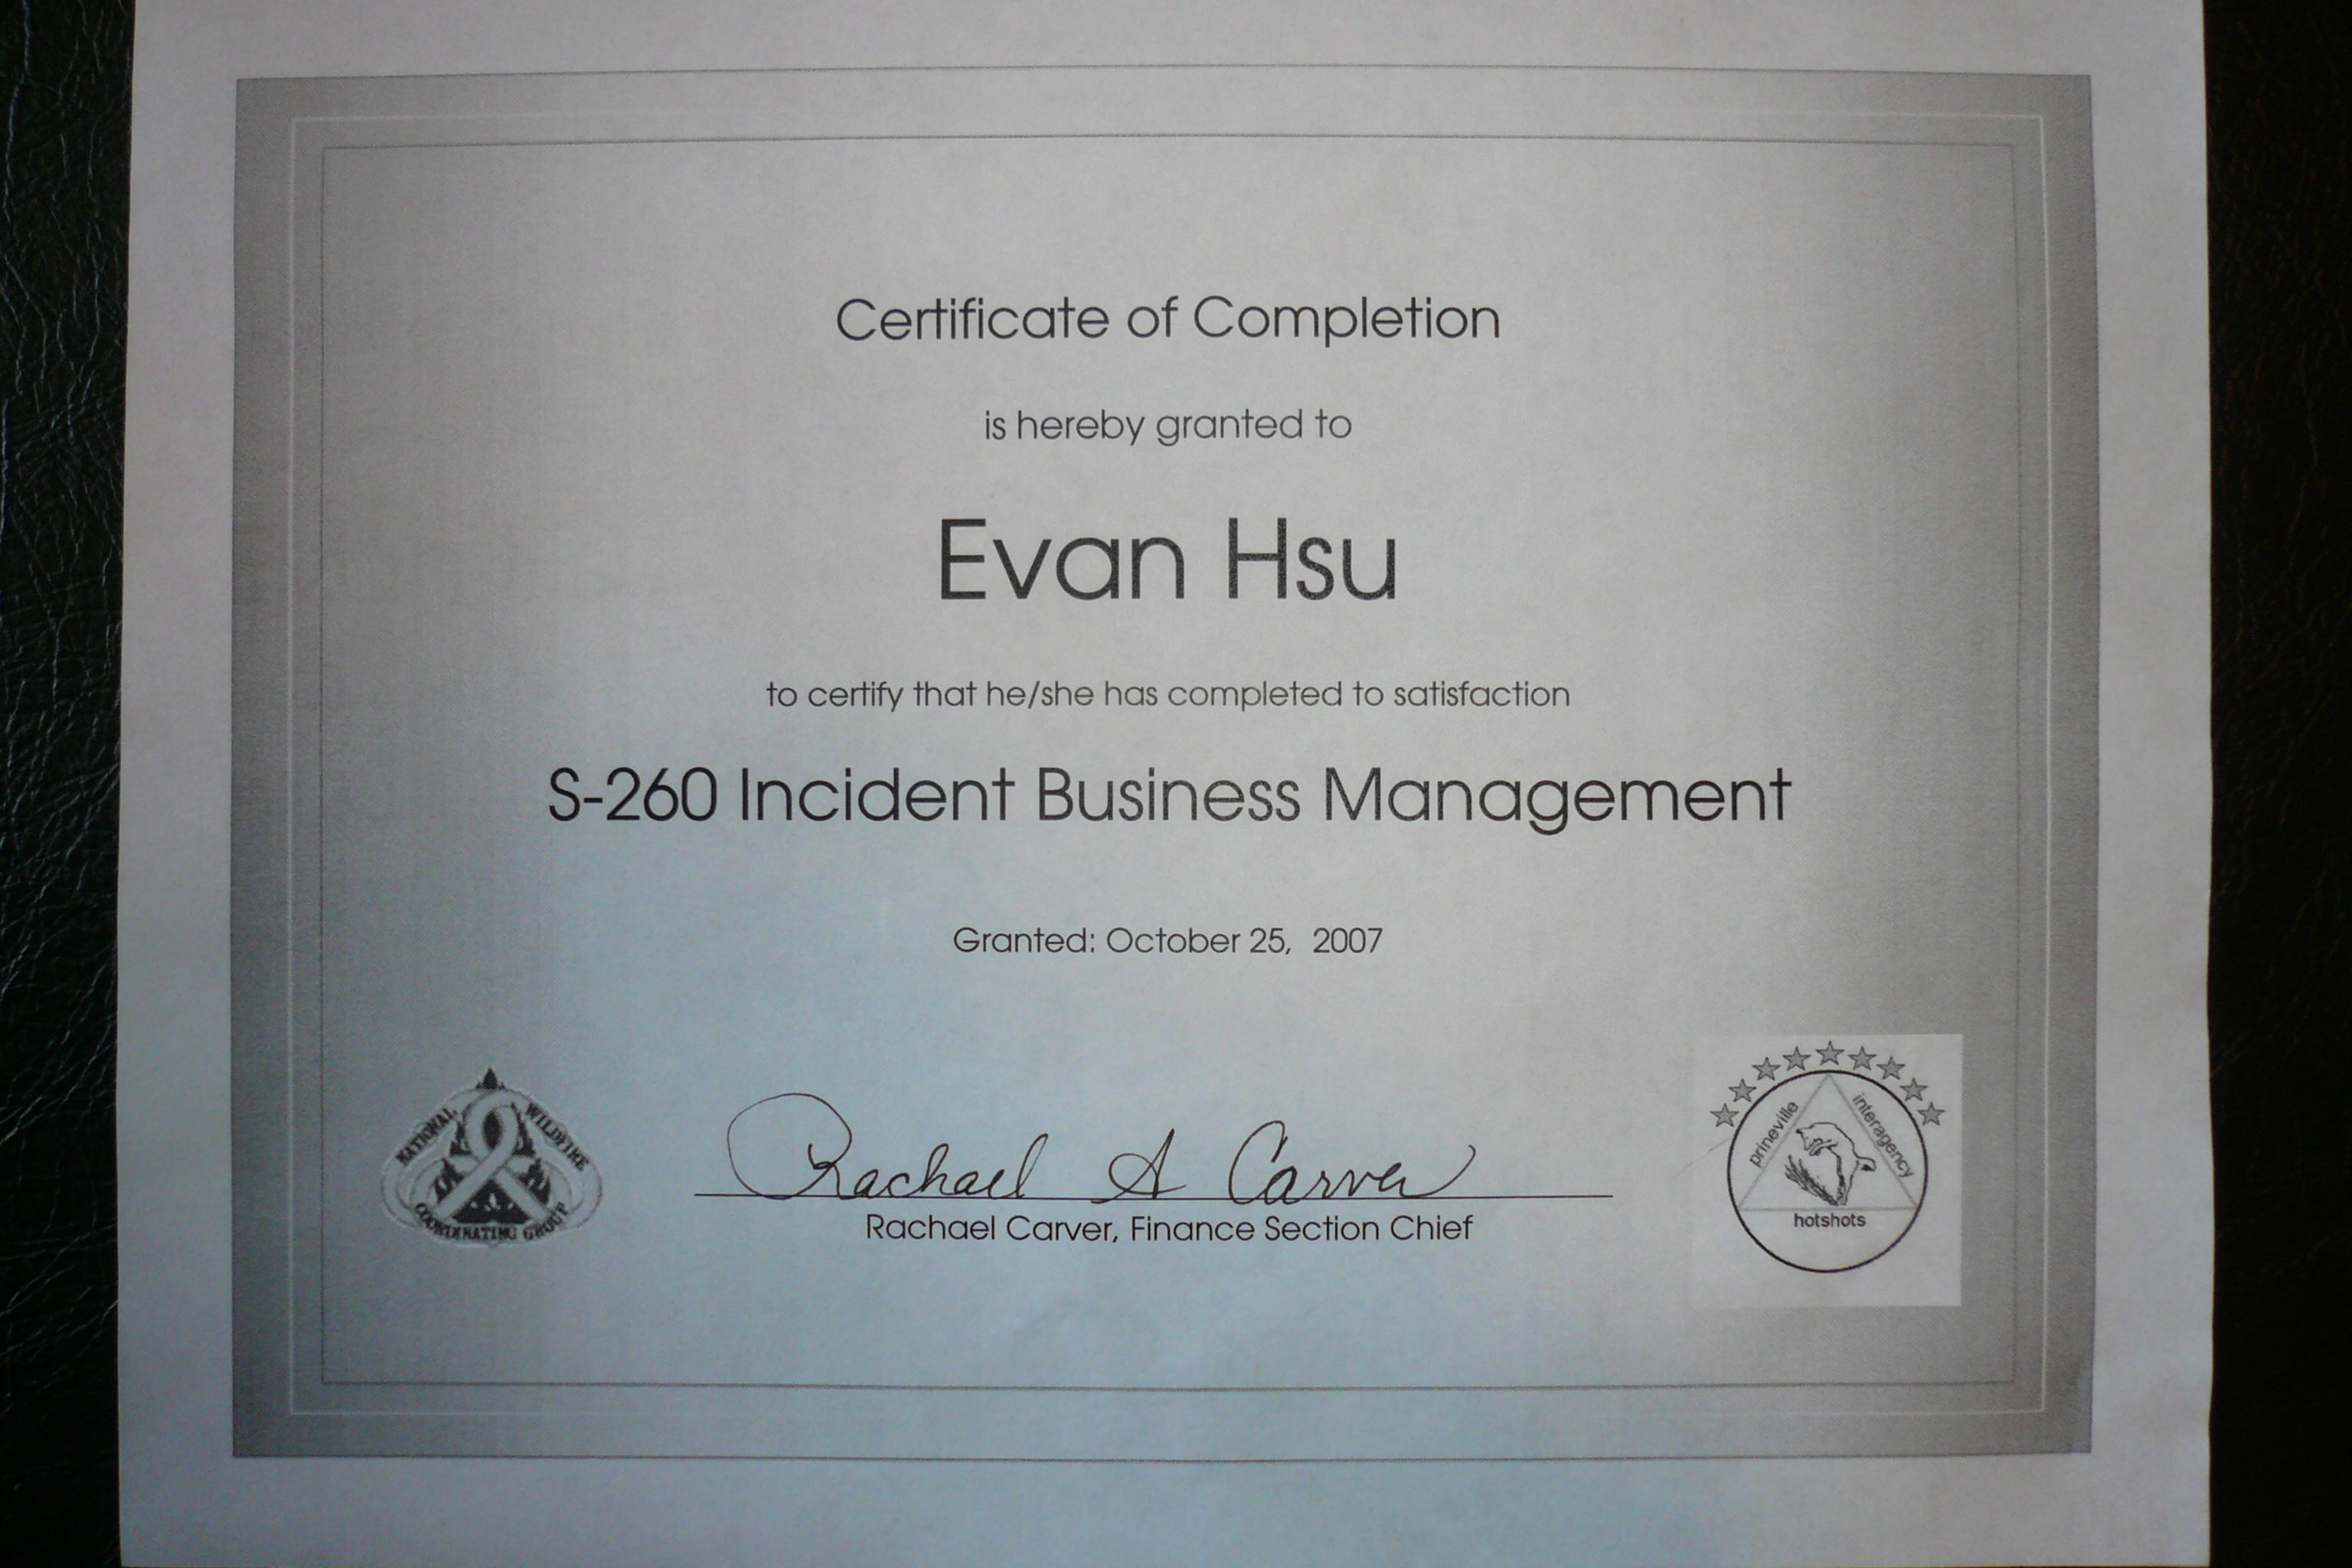 Certificate of Completion
is hereby granted to
Evan Hsu
to certify that he/she has completed to satisfaction
S-260 Incident Business Management
Granted: October 25, 2007
NATIONAL WILDFIRE
COORDINATING GROUP
Rachael A Carver
Rachael Carver, Finance Section Chief
prineville interagency
hotshots